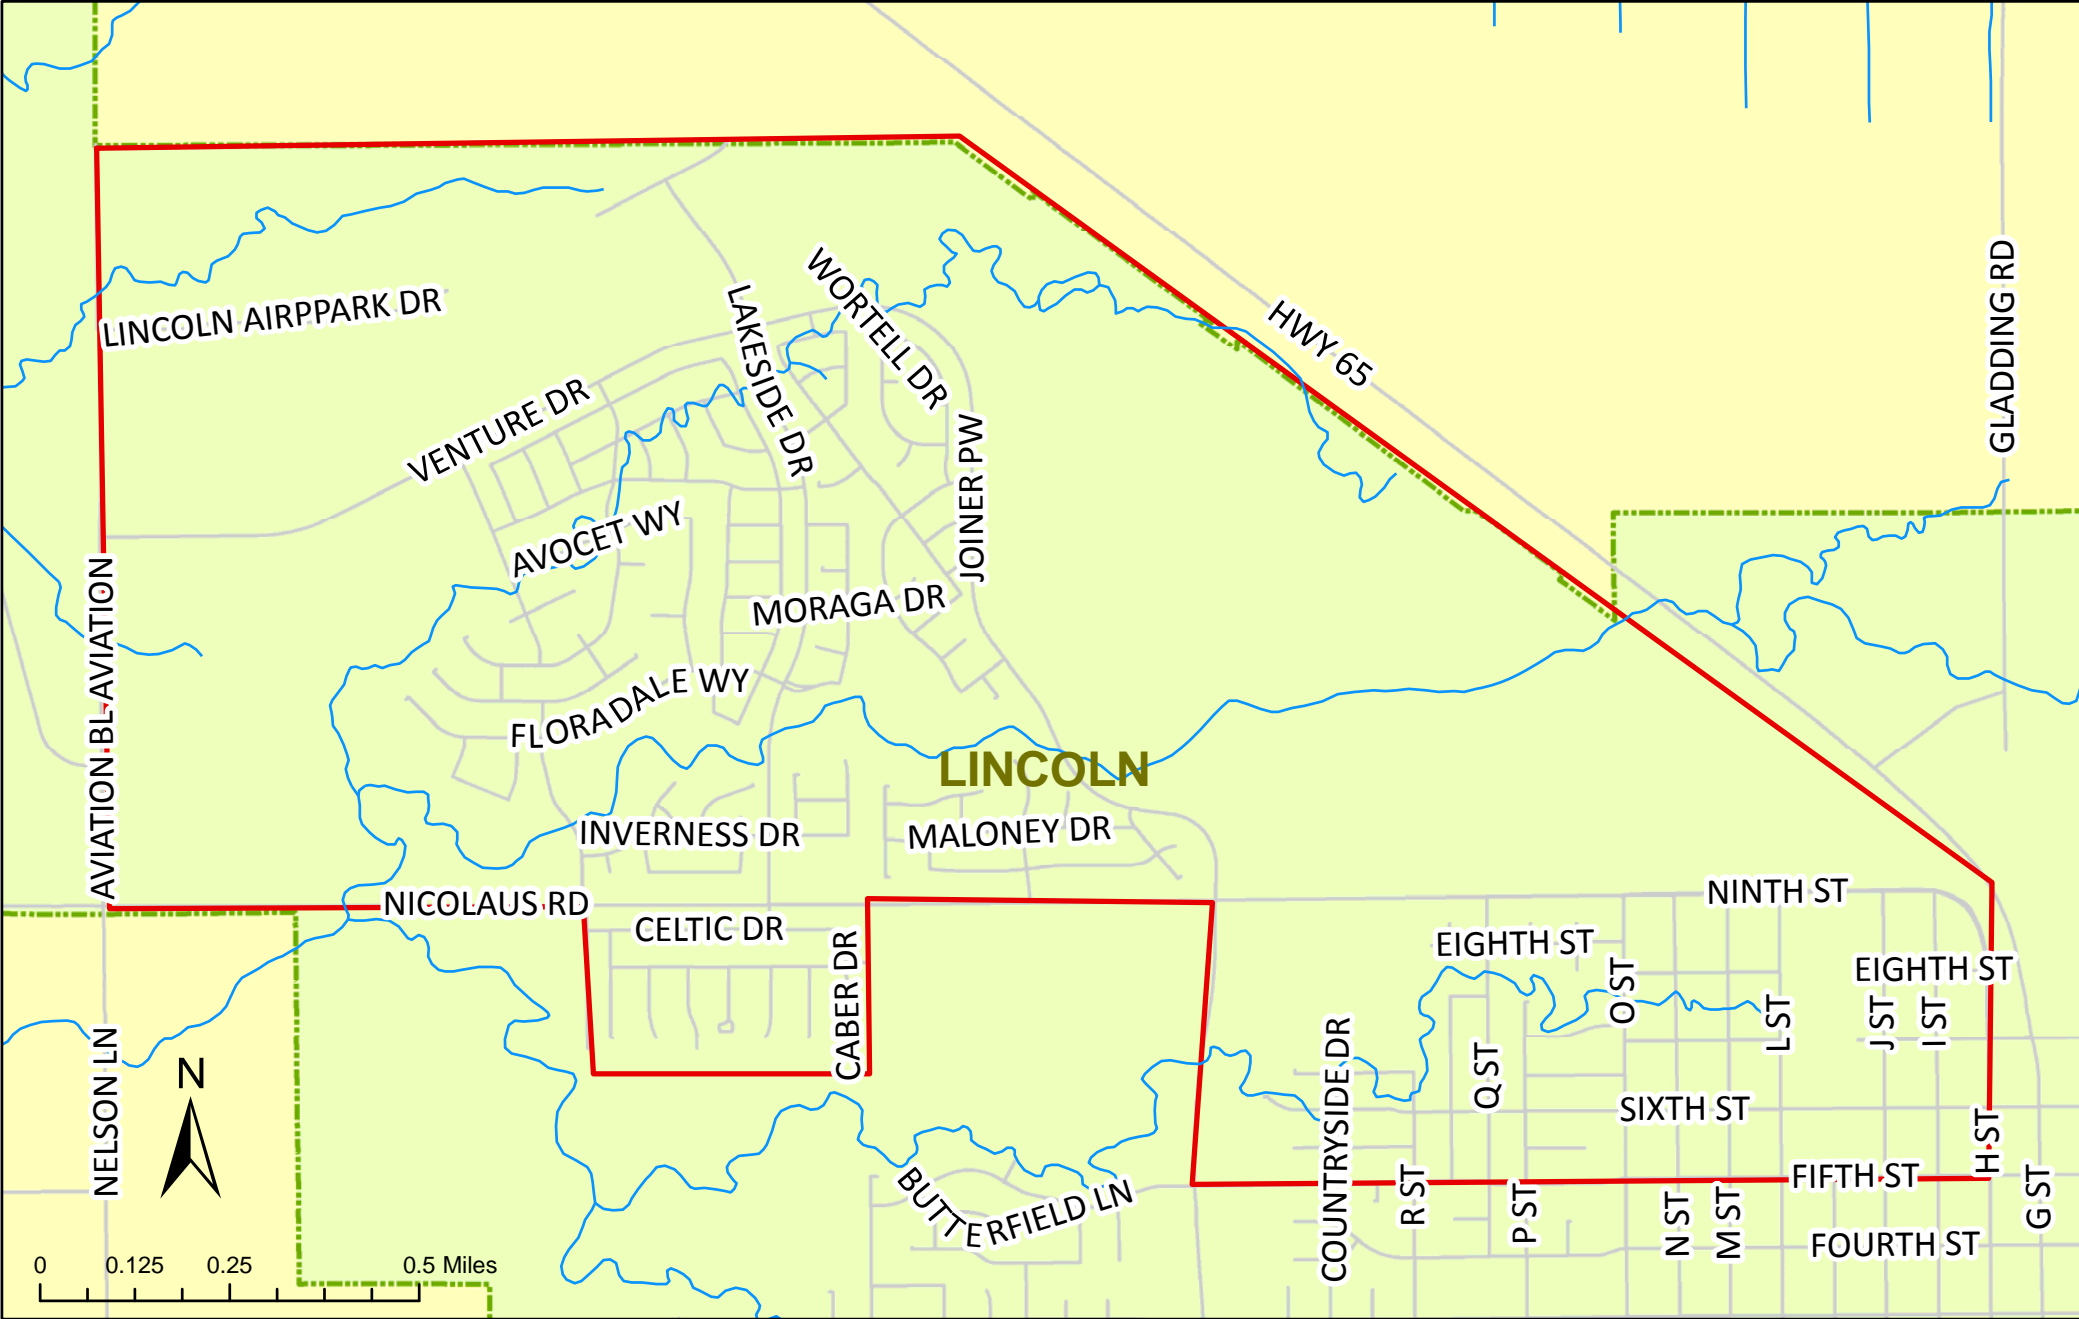 GLADDING RD
HWY 65
WORTELL DR
LAKESIDE DR
LINCOLN AIRPPARK DR
VENTURE DR
JOINER PW
AVOCET WY
MORAGA DR
AVIATION BL AVIATION
FLORADALE WY
LINCOLN
INVERNESS DR
MALONEY DR
NICOLAUS RD
NINTH ST
CELTIC DR
CABER DR
EIGHTH ST
EIGHTH ST
O ST
L ST
J ST
I ST
NELSON LN
N
COUNTRYSIDE DR
Q ST
SIXTH ST
H ST
FIFTH ST
BUTTERFIELD LN
R ST
P ST
N ST
M ST
G ST
FOURTH ST
0 0.125 0.25 0.5 Miles